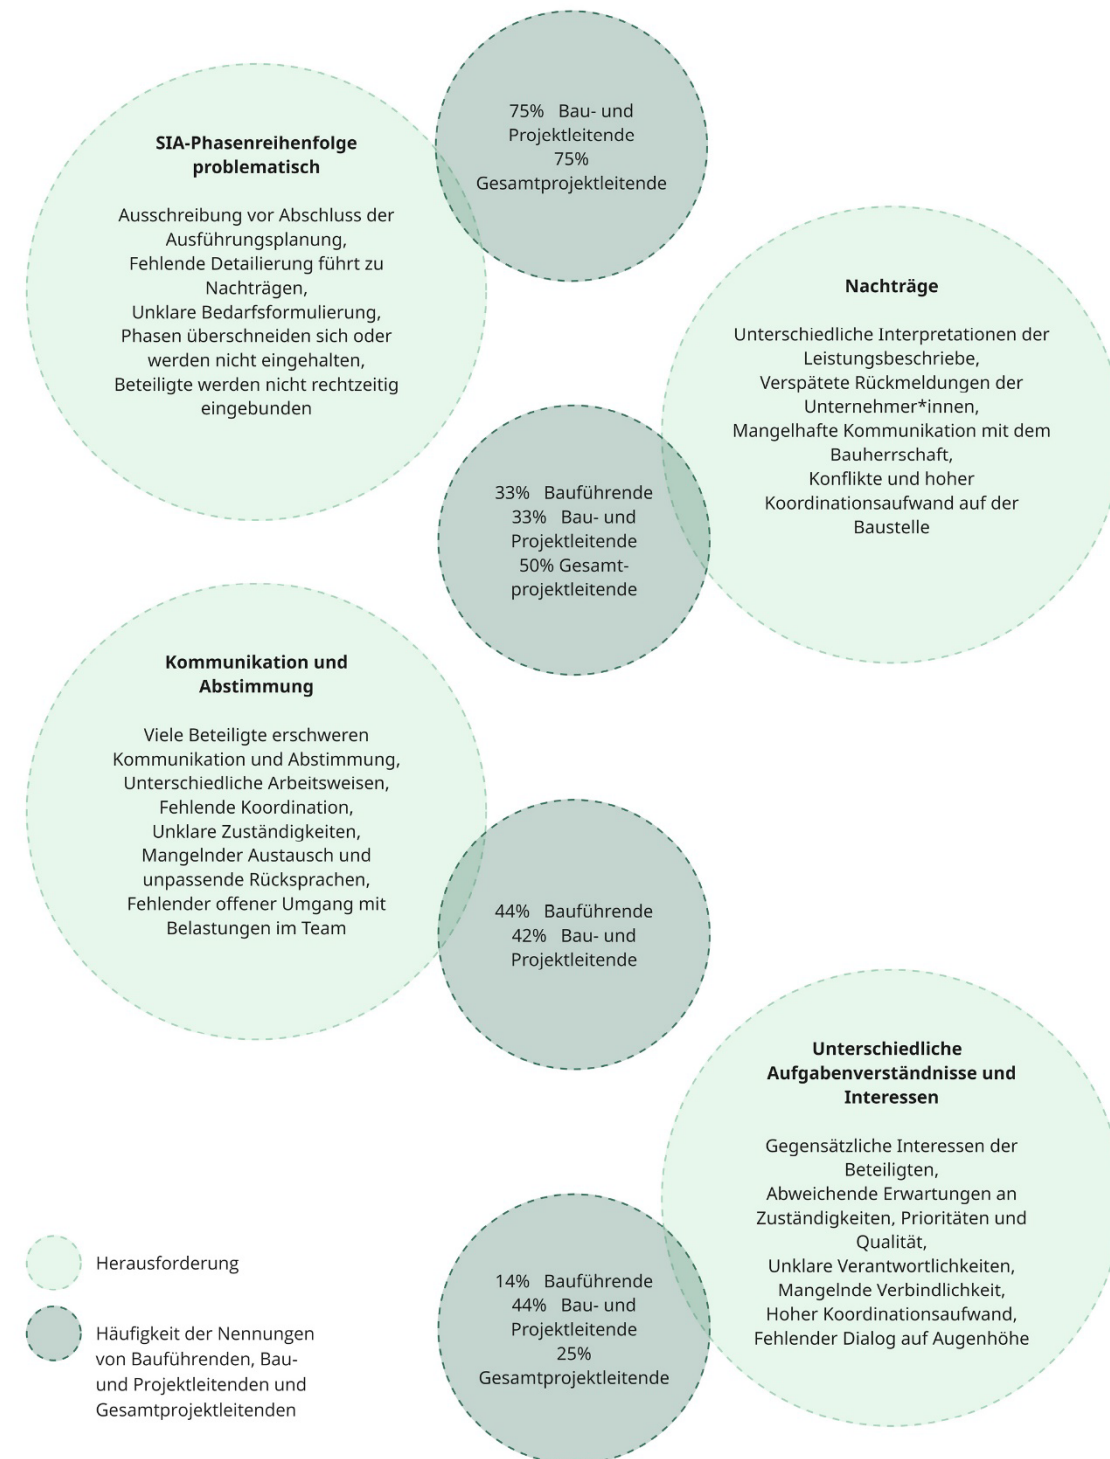 SIA-Phasenreihenfolge
problematisch
Ausschreibung vor Abschluss der
Ausführungsplanung,
Fehlende Detailierung führt zu
Nachträgen,
Unklare Bedarfsformulierung,
Phasen überschneiden sich oder
werden nicht eingehalten,
Beteiligte werden nicht rechtzeitig
eingebunden
75% Bau- und
Projektleitende
75%
Gesamtprojektleitende
Nachträge
Unterschiedliche Interpretationen der
Leistungsbeschriebe,
Verspätete Rückmeldungen der
Unternehmer*innen,
Mangelhafte Kommunikation mit dem
Bauherrschaft,
Konflikte und hoher
Koordinationsaufwand auf der
Baustelle
33% Bauführende
33% Bau- und
Projektleitende
50% Gesamt-
projektleitende
Kommunikation und
Abstimmung
Viele Beteiligte erschweren
Kommunikation und Abstimmung,
Unterschiedliche Arbeitsweisen,
Fehlende Koordination,
Unklare Zuständigkeiten,
Mangelnder Austausch und
unpassende Rücksprachen,
Fehlender offener Umgang mit
Belastungen im Team
44% Bauführende
42% Bau- und
Projektleitende
Unterschiedliche
Aufgabenverständnisse und
Interessen
Gegensätzliche Interessen der
Beteiligten,
Abweichende Erwartungen an
Zuständigkeiten, Prioritäten und
Qualität,
Unklare Verantwortlichkeiten,
Mangelnde Verbindlichkeit,
Hoher Koordinationsaufwand,
Fehlender Dialog auf Augenhöhe
14% Bauführende
44% Bau- und
Projektleitende
25%
Gesamtprojektleitende
Herausforderung
Häufigkeit der Nennungen
von Bauführenden, Bau-
und Projektleitenden und
Gesamtprojektleitenden